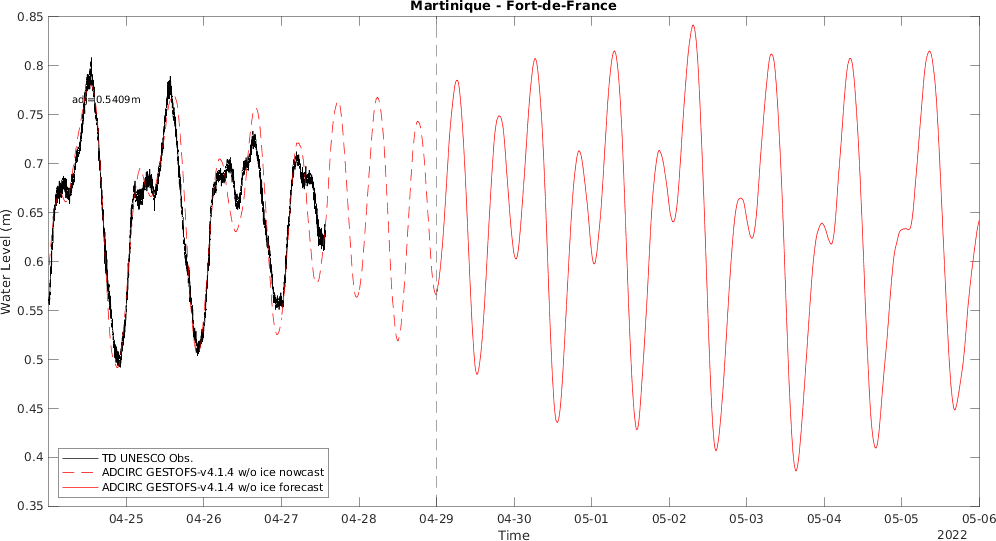 Martinique - Fort-de-France
0.85
0.8
0.75
0.7
0.65
0.6
0.55
0.5
0.45
0.4
0.35
Water Level (m)
adj=0.5409m
TD UNESCO Obs.
ADCIRC GESTOFS-v4.1.4 w/o ice nowcast
ADCIRC GESTOFS-v4.1.4 w/o ice forecast
04-25 04-26 04-27 04-28 04-29 04-30 05-01 05-02 05-03 05-04 05-05 05-06
Time
2022